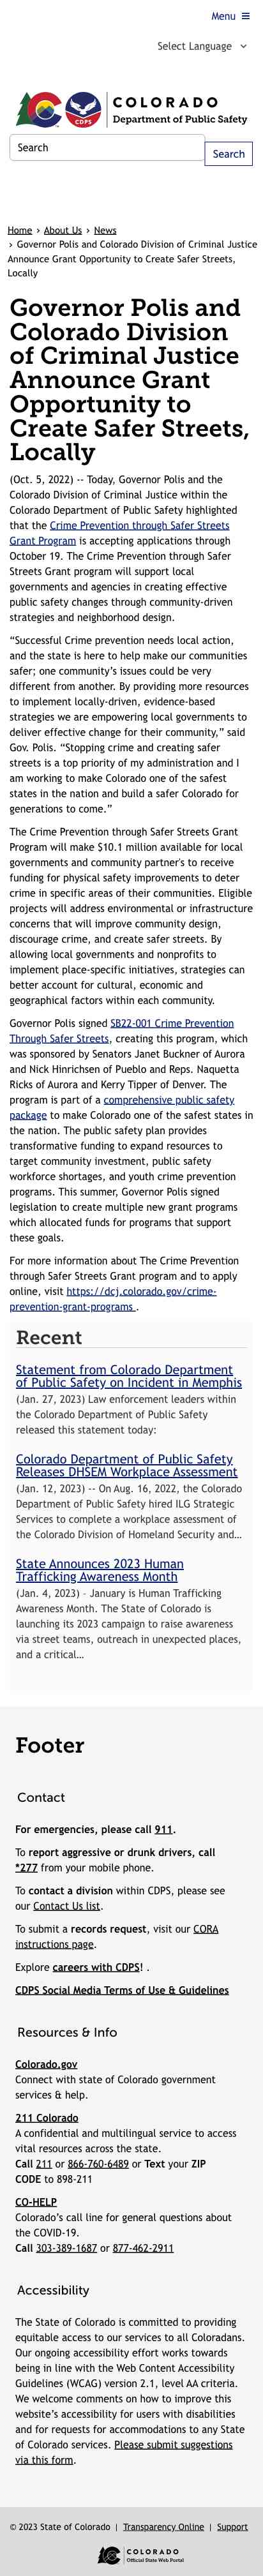 Menu ≡
Select Language
COLORADO
Department of Public Safety
CO
CDPS
Search
Search
Home › About Us › News
› Governor Polis and Colorado Division of Criminal Justice
Announce Grant Opportunity to Create Safer Streets,
Locally
Governor Polis and
Colorado Division
of Criminal Justice
Announce Grant
Opportunity to
Create Safer Streets,
Locally
(Oct. 5, 2022) -- Today, Governor Polis and the
Colorado Division of Criminal Justice within the
Colorado Department of Public Safety highlighted
that the Crime Prevention through Safer Streets
Grant Program is accepting applications through
October 19. The Crime Prevention through Safer
Streets Grant program will support local
governments and agencies in creating effective
public safety changes through community-driven
strategies and neighborhood design.
“Successful Crime prevention needs local action,
and the state is here to help make our communities
safer; one community’s issues could be very
different from another. By providing more resources
to implement locally-driven, evidence-based
strategies we are empowering local governments to
deliver effective change for their community,” said
Gov. Polis. “Stopping crime and creating safer
streets is a top priority of my administration and I
am working to make Colorado one of the safest
states in the nation and build a safer Colorado for
generations to come.”
The Crime Prevention through Safer Streets Grant
Program will make $10.1 million available for local
governments and community partner's to receive
funding for physical safety improvements to deter
crime in specific areas of their communities. Eligible
projects will address environmental or infrastructure
concerns that will improve community design,
discourage crime, and create safer streets. By
allowing local governments and nonprofits to
implement place-specific initiatives, strategies can
better account for cultural, economic, and
geographical factors within each community.
Governor Polis signed SB22-001 Crime Prevention
Through Safer Streets, creating this program, which
was sponsored by Senators Janet Buckner of Aurora
and Nick Hinrichsen of Pueblo and Reps. Naquetta
Ricks of Aurora and Kerry Tipper of Denver. The
program is part of a comprehensive public safety
package to make Colorado one of the safest states in
the nation. The public safety plan provides
transformative funding to expand resources to
target community investment, public safety
workforce shortages, and youth crime prevention
programs. This summer, Governor Polis signed
legislation to create multiple new grant programs
which allocated funds for programs that support
these goals.
For more information about The Crime Prevention
through Safer Streets Grant program and to apply
online, visit https://dcj.colorado.gov/crime-
prevention-grant-programs .
Recent
Statement from Colorado Department
of Public Safety on Incident in Memphis
(Jan. 27, 2023) Law enforcement leaders within
the Colorado Department of Public Safety
released this statement today:
Colorado Department of Public Safety
Releases DHSEM Workplace Assessment
(Jan. 12, 2023) -- On Aug. 16, 2022, the Colorado
Department of Public Safety hired ILG Strategic
Services to complete a workplace assessment of
the Colorado Division of Homeland Security and…
State Announces 2023 Human
Trafficking Awareness Month
(Jan. 4, 2023) – January is Human Trafficking
Awareness Month. The State of Colorado is
launching its 2023 campaign to raise awareness
via street teams, outreach in unexpected places,
and a critical…
Footer
Contact
For emergencies, please call 911.
To report aggressive or drunk drivers, call
*277 from your mobile phone.
To contact a division within CDPS, please see
our Contact Us list.
To submit a records request, visit our CORA
instructions page.
Explore careers with CDPS! .
CDPS Social Media Terms of Use & Guidelines
Resources & Info
Colorado.gov
Connect with state of Colorado government
services & help.
211 Colorado
A confidential and multilingual service to access
vital resources across the state.
Call 211 or 866-760-6489 or Text your ZIP
CODE to 898-211
CO-HELP
Colorado’s call line for general questions about
the COVID-19.
Call 303-389-1687 or 877-462-2911
Accessibility
The State of Colorado is committed to providing
equitable access to our services to all Coloradans.
Our ongoing accessibility effort works towards
being in line with the Web Content Accessibility
Guidelines (WCAG) version 2.1, level AA criteria.
We welcome comments on how to improve this
website’s accessibility for users with disabilities
and for requests for accommodations to any State
of Colorado services. Please submit suggestions
via this form.
© 2023 State of Colorado | Transparency Online | Support
COLORADO
Official State Web Portal